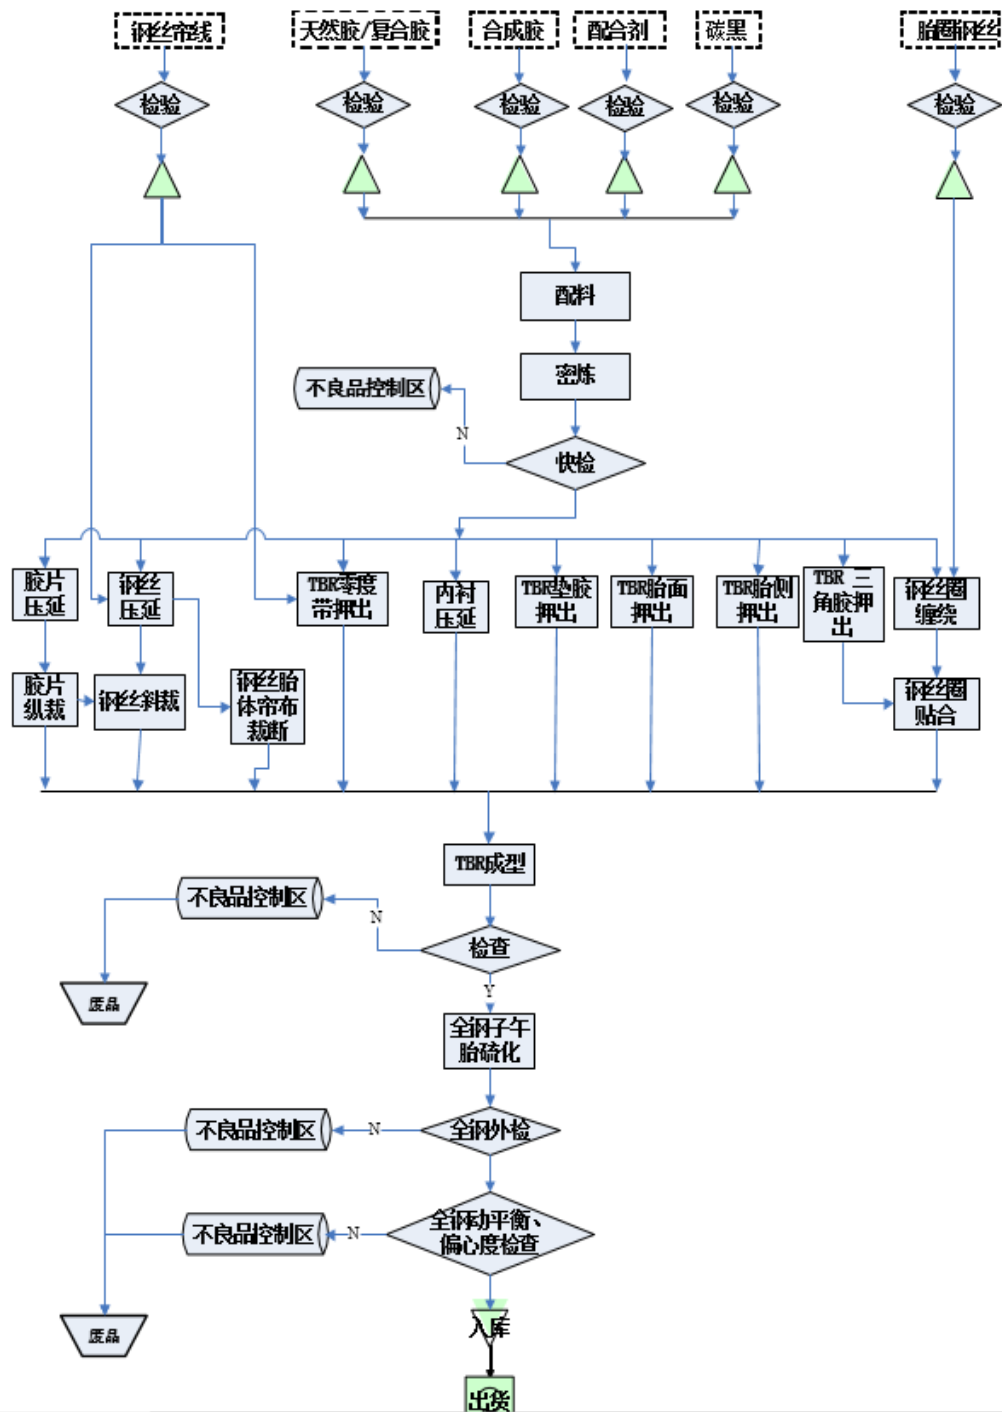 钢丝帘线
天然胶/复合胶
合成胶
配合剂
碳黑
胎圈钢丝
检验
检验
检验
检验
检验
检验
配料
密炼
不良品控制区
N
快检
胶片
压延
钢丝
压延
TBR零度
带押出
内衬
压延
TBR垫胶
押出
TBR胎面
押出
TBR胎侧
押出
TBR 三
角胶押
出
钢丝圈
缠绕
胶片
纵裁
钢丝斜裁
钢丝胎
体帘布
裁断
钢丝圈
贴合
TBR成型
不良品控制区
N
检查
废品
Y
全钢子午
胎硫化
不良品控制区
N
全钢外检
不良品控制区
N
全钢动平衡、
偏心度检查
废品
入库
出货